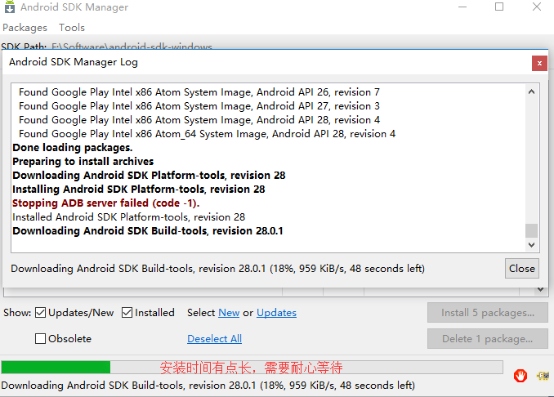 Android SDK Manager
Packages Tools
SDK Path: F:\Software\android-sdk-windows
Android SDK Manager Log
x
Found Google Play Intel x86 Atom System Image, Android API 26, revision 7
Found Google Play Intel x86 Atom System Image, Android API 27, revision 3
Found Google Play Intel x86 Atom System Image, Android API 28, revision 4
Found Google Play Intel x86 Atom_64 System Image, Android API 28, revision 4
Done loading packages.
Preparing to install archives
Downloading Android SDK Platform-tools, revision 28
Installing Android SDK Platform-tools, revision 28
Stopping ADB server failed (code -1).
Installed Android SDK Platform-tools, revision 28
Downloading Android SDK Build-tools, revision 28.0.1
Downloading Android SDK Build-tools, revision 28.0.1 (18%, 959 KiB/s, 48 seconds left)
Close
Show: Updates/New Installed Select New or Updates Install 5 packages...
Obsolete Deselect All Delete 1 package...
安装时间有点长，需要耐心等待
Downloading Android SDK Build-tools, revision 28.0.1 (18%, 959 KiB/s, 48 seconds left)